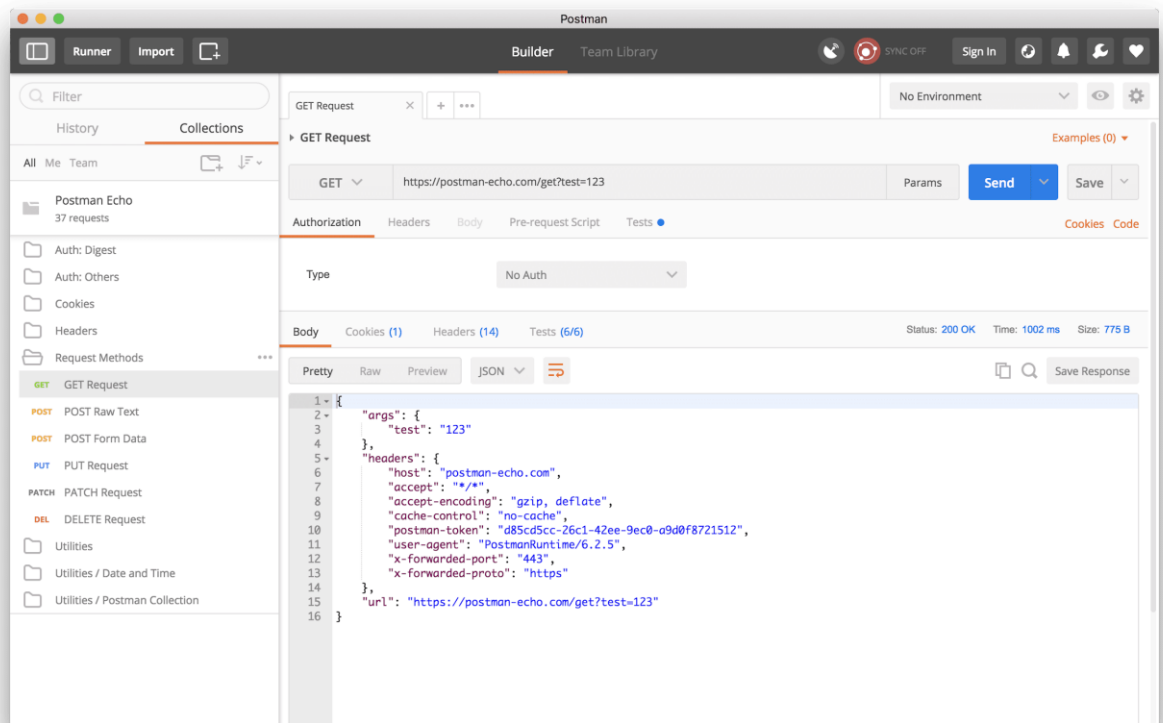 Postman
Runner Import Builder Team Library SYNC OFF Sign In
Filter
History Collections
All Me Team
Postman Echo
37 requests
Auth: Digest
Auth: Others
Cookies
Headers
Request Methods •••
GET GET Request
POST POST Raw Text
POST POST Form Data
PUT PUT Request
PATCH PATCH Request
DEL DELETE Request
Utilities
Utilities / Date and Time
Utilities / Postman Collection
GET Request × + ••• No Environment
GET Request Examples (0)
GET https://postman-echo.com/get?test=123 Params Send Save
Authorization Headers Body Pre-request Script Tests Cookies Code
Type No Auth
Body Cookies (1) Headers (14) Tests (6/6) Status: 200 OK Time: 1002 ms Size: 775 B
Pretty Raw Preview JSON Save Response
1 {
2 "args": {
3 "test": "123"
4 },
5 "headers": {
6 "host": "postman-echo.com",
7 "accept": "*/*",
8 "accept-encoding": "gzip, deflate",
9 "cache-control": "no-cache",
10 "postman-token": "d85cd5cc-26c1-42ee-9ec0-a9d0f8721512",
11 "user-agent": "PostmanRuntime/6.2.5",
12 "x-forwarded-port": "443",
13 "x-forwarded-proto": "https"
14 },
15 "url": "https://postman-echo.com/get?test=123"
16 }